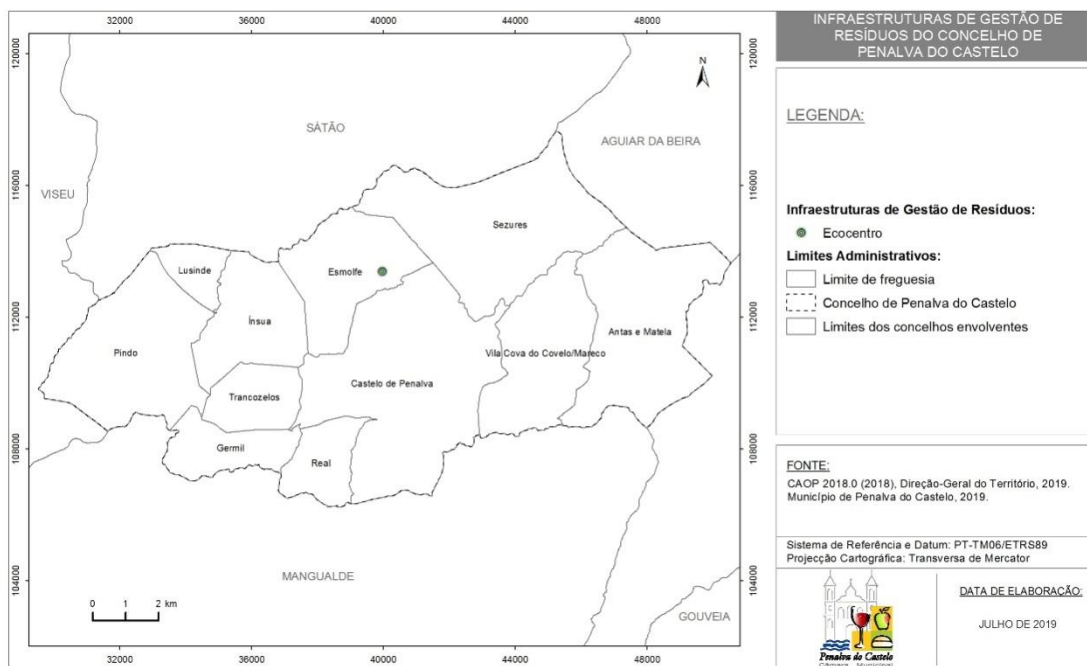 32000 36000 40000 44000 48000
120000 120000
116000 116000
112000 112000
108000 108000
104000 104000
N
SÁTÃO
AGUIAR DA BEIRA
VISEU
Sezures
Lusinde
Esmolfe
Ínsua
Antas e Matela
Pindo
Vila Cova do Covelo/Mareco
Castelo de Penalva
Trancozelos
Germil
Real
MANGUALDE
GOUVEIA
0 1 2 km
32000 36000 40000 44000 48000
INFRAESTRUTURAS DE GESTÃO DE
RESÍDUOS DO CONCELHO DE
PENALVA DO CASTELO
LEGENDA:
Infraestruturas de Gestão de Resíduos:
Ecocentro
Limites Administrativos:
Limite de freguesia
Concelho de Penalva do Castelo
Limites dos concelhos envolventes
FONTE:
CAOP 2018.0 (2018), Direção-Geral do Território, 2019.
Município de Penalva do Castelo, 2019.
Sistema de Referência e Datum: PT-TM06/ETRS89
Projecção Cartográfica: Transversa de Mercator
Penalva do Castelo
Câmara Municipal
DATA DE ELABORAÇÃO:
JULHO DE 2019